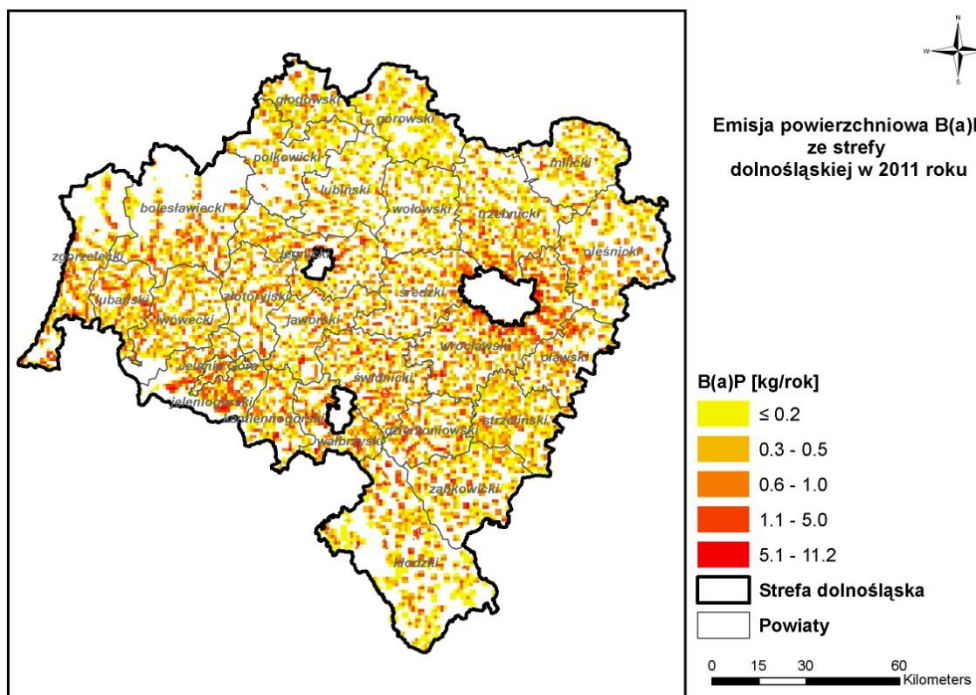 N
W E
S
Emisja powierzchniowa B(a)
ze strefy
dolnośląskiej w 2011 roku
głogowski
górowski
polkowicki
milicki
lubiński
bolesławiecki
wołowski
trzebnicki
zgorzelecki
legnicki
oleśnicki
lubański
złotoryjski
średzki
lwówecki
jaworski
wrocławski
Jelenia Góra
oławski
świdnicki
jeleniogórski
kamiennogórski
strzeliński
dzierżoniowski
wałbrzyski
ząbkowicki
kłodzki
B(a)P [kg/rok]
≤ 0.2
0.3 - 0.5
0.6 - 1.0
1.1 - 5.0
5.1 - 11.2
Strefa dolnośląska
Powiaty
0 15 30 60
Kilometers